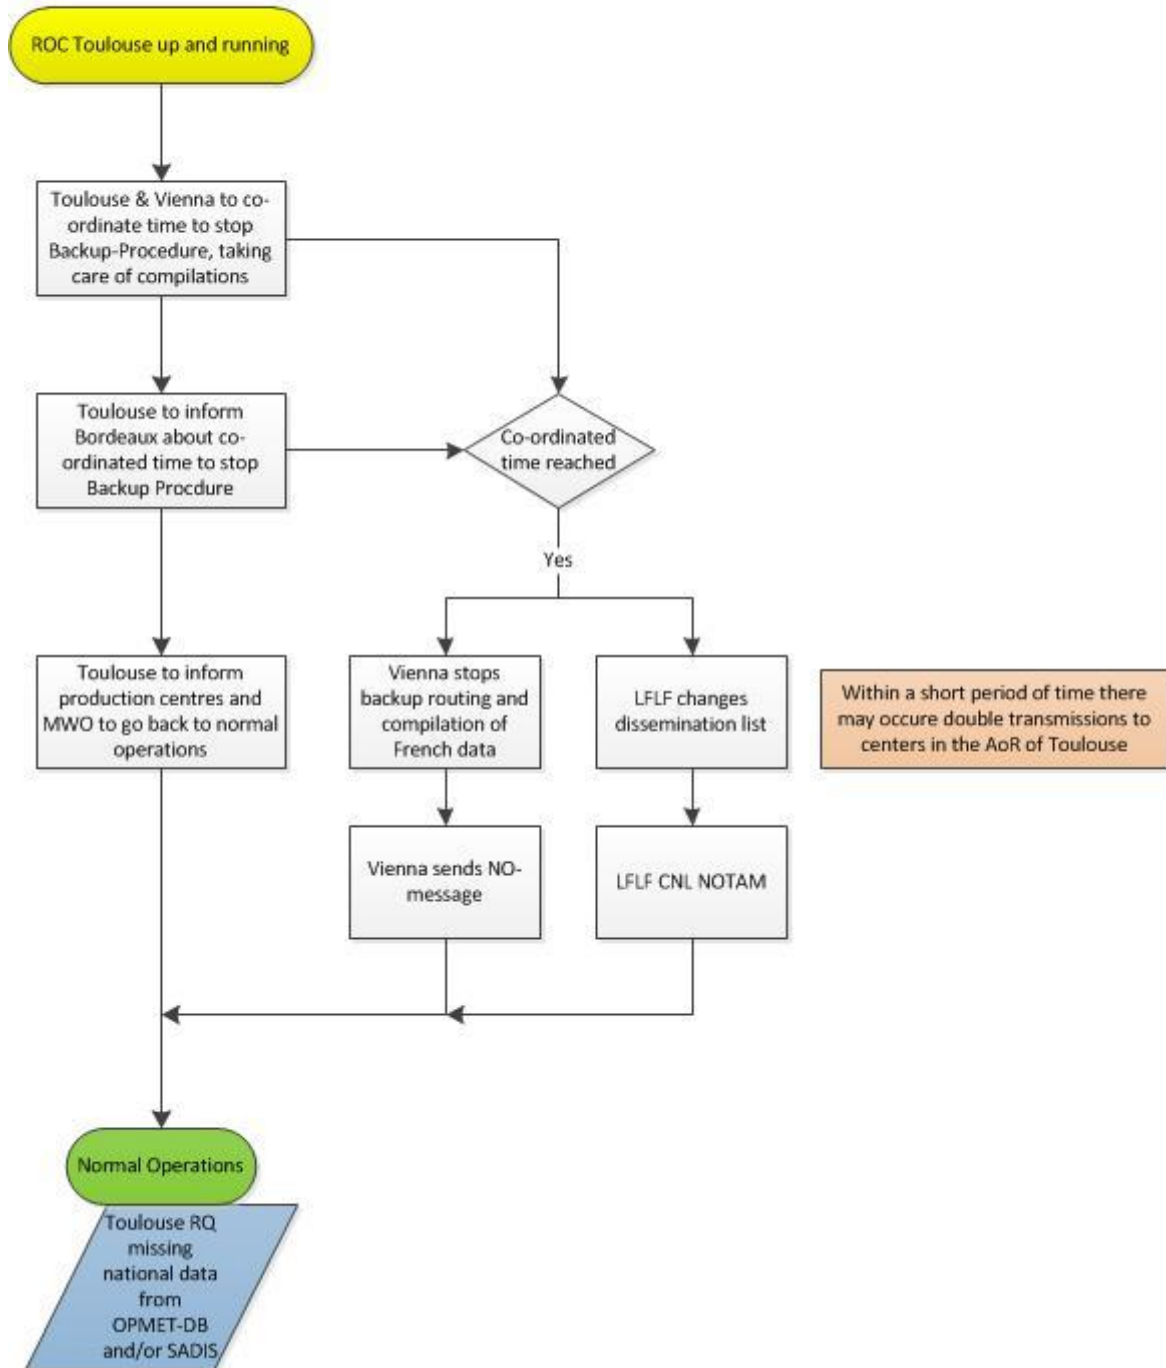 ROC Toulouse up and running
Toulouse & Vienna to co-
ordinate time to stop
Backup-Procedure, taking
care of compilations
Toulouse to inform
Bordeaux about co-
ordinated time to stop
Backup Procdure
Co-ordinated
time reached
Yes
Toulouse to inform
production centres and
MWO to go back to normal
operations
Vienna stops
backup routing and
compilation of
French data
LFLF changes
dissemination list
Within a short period of time there
may occure double transmissions to
centers in the AoR of Toulouse
Vienna sends NO-
message
LFLF CNL NOTAM
Normal Operations
Toulouse RQ
missing
national data
from
OPMET-DB
and/or SADIS